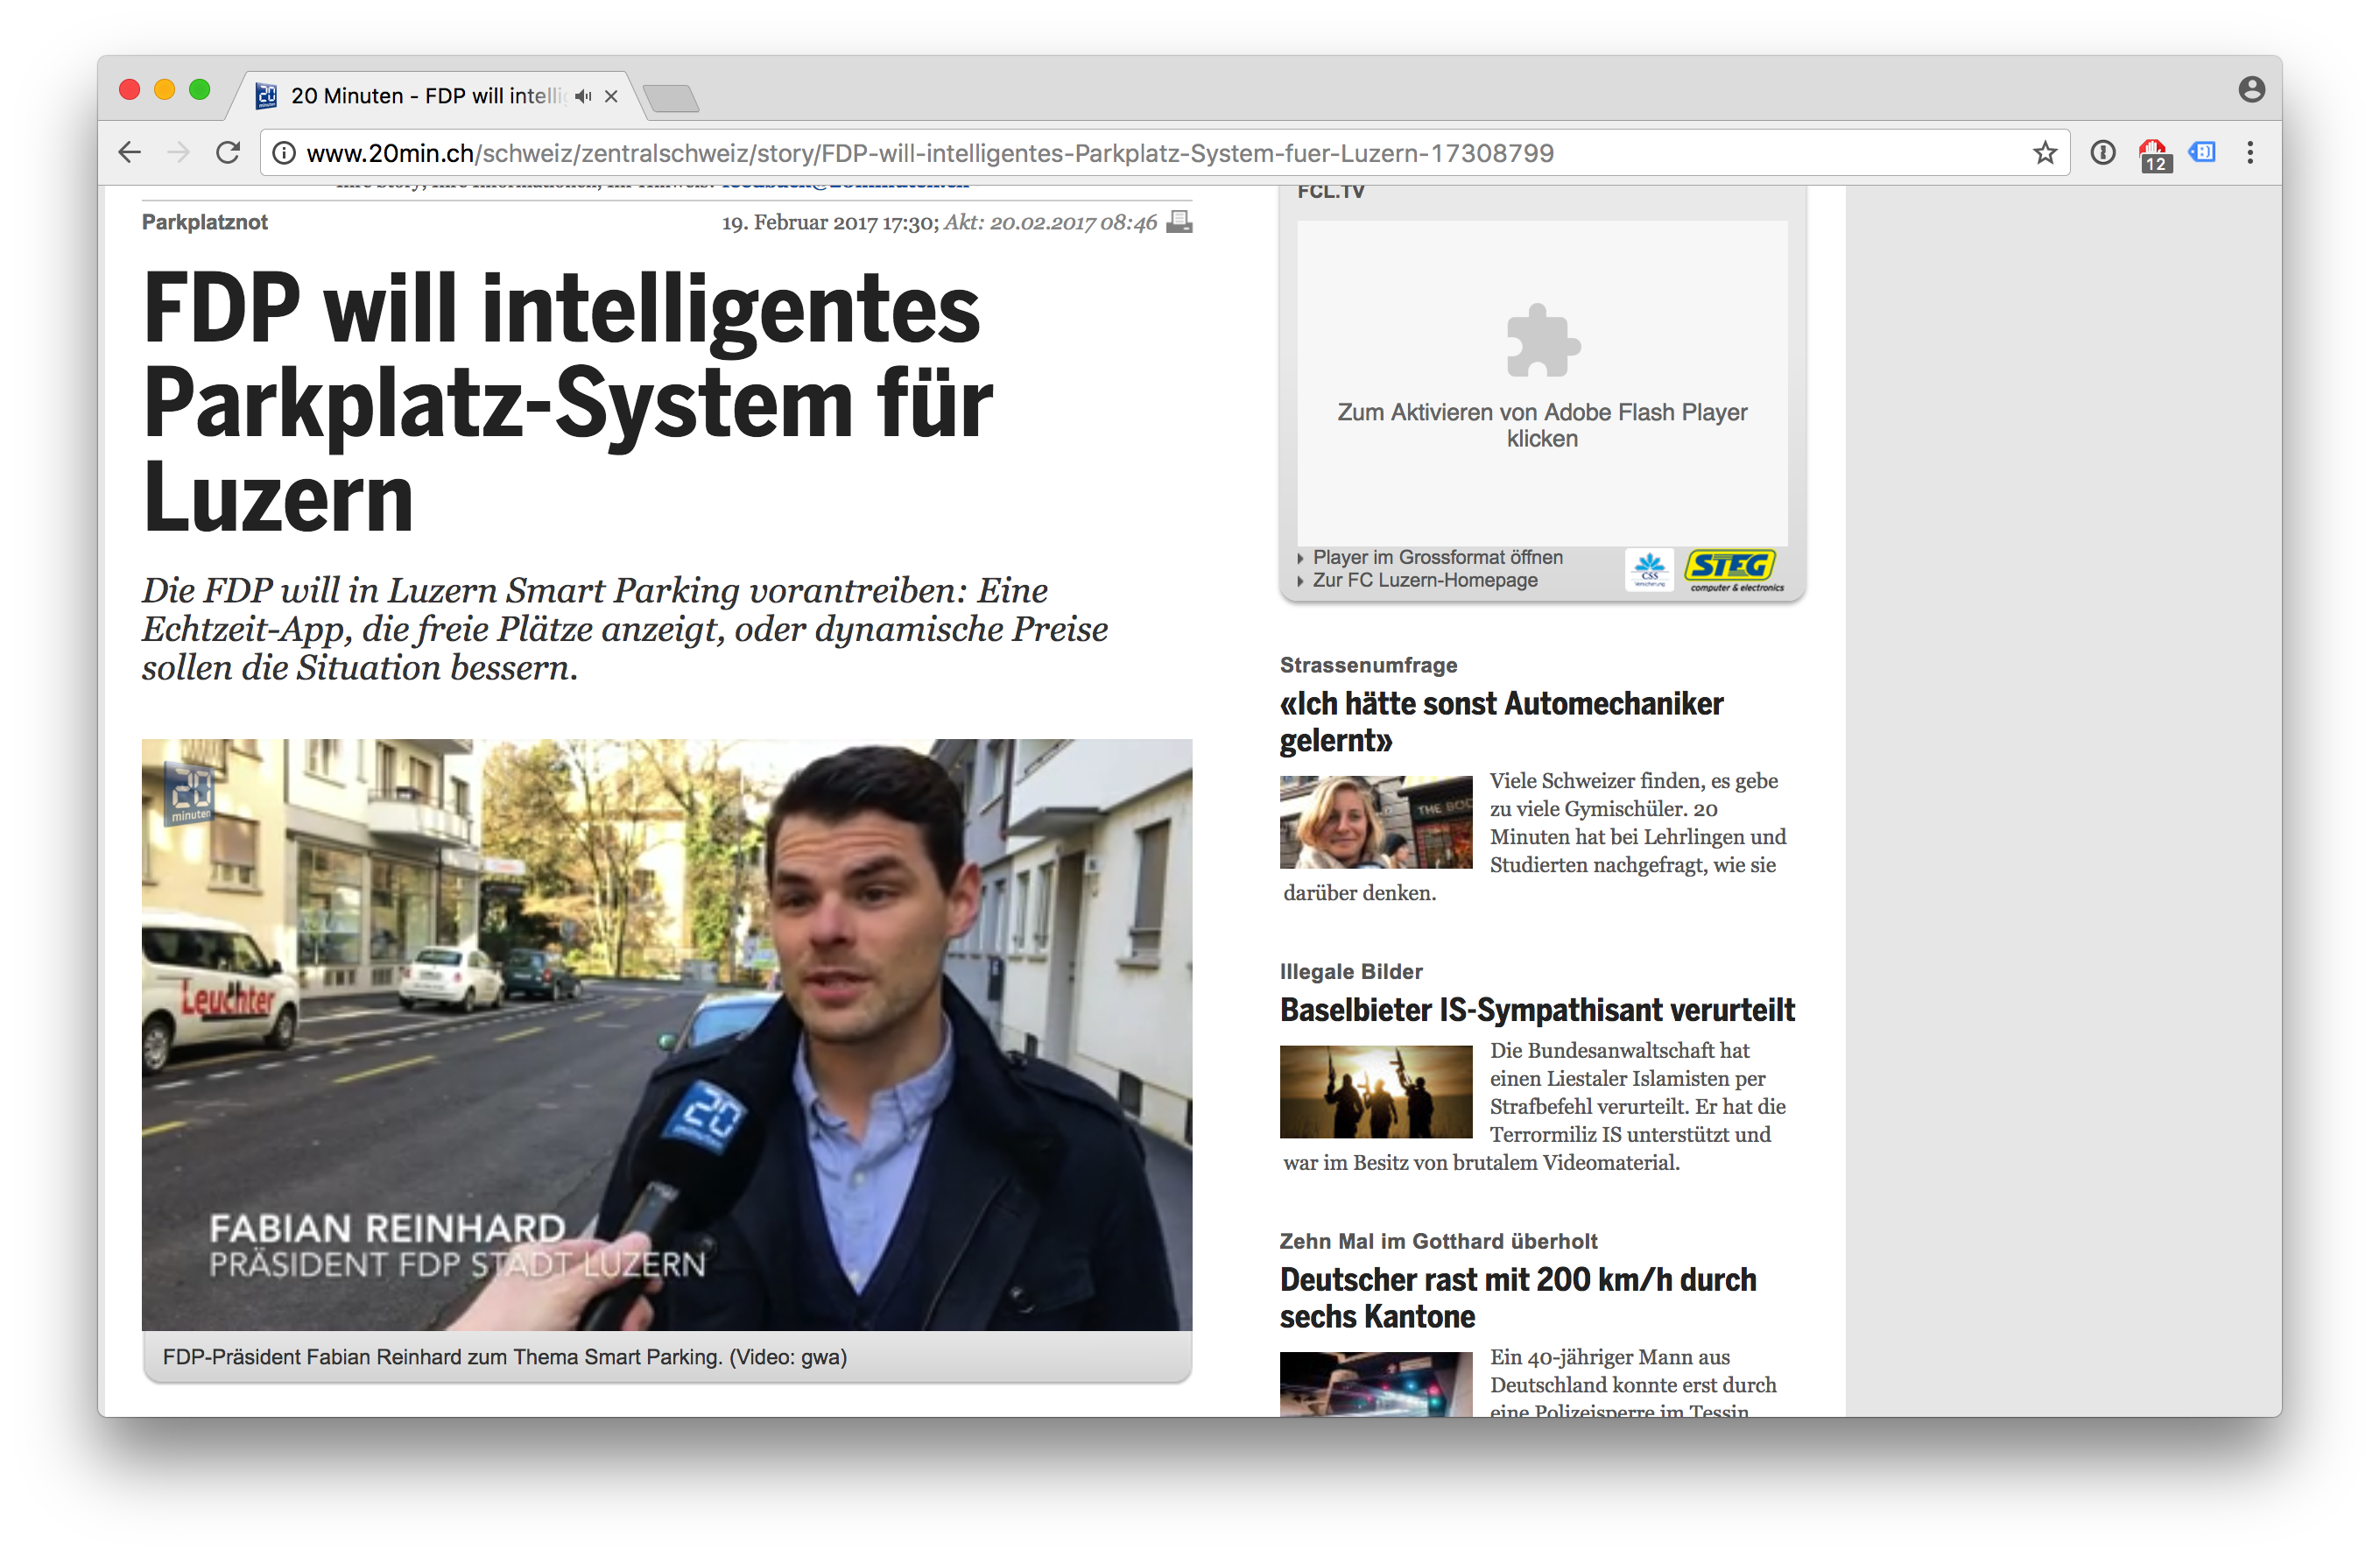 20 Minuten - FDP will intelli
www.20min.ch/schweiz/zentralschweiz/story/FDP-will-intelligentes-Parkplatz-System-fuer-Luzern-17308799
12
Parkplatznot
19. Februar 2017 17:30; Akt: 20.02.2017 08:46
FDP will intelligentes
Parkplatz-System für
Luzern
Die FDP will in Luzern Smart Parking vorantreiben: Eine
Echtzeit-App, die freie Plätze anzeigt, oder dynamische Preise
sollen die Situation bessern.
20
minuten
Leuchter
20
minuten
FABIAN REINHARD
PRÄSIDENT FDP STADT LUZERN
FDP-Präsident Fabian Reinhard zum Thema Smart Parking. (Video: gwa)
FCL.TV
Zum Aktivieren von Adobe Flash Player
klicken
Player im Grossformat öffnen
Zur FC Luzern-Homepage
CSS
Versicherung
STEG
computer & electronics
Strassenumfrage
«Ich hätte sonst Automechaniker
gelernt»
THE BOO
Viele Schweizer finden, es gebe
zu viele Gymischüler. 20
Minuten hat bei Lehrlingen und
Studierten nachgefragt, wie sie
darüber denken.
Illegale Bilder
Baselbieter IS-Sympathisant verurteilt
Die Bundesanwaltschaft hat
einen Liestaler Islamisten per
Strafbefehl verurteilt. Er hat die
Terrormiliz IS unterstützt und
war im Besitz von brutalem Videomaterial.
Zehn Mal im Gotthard überholt
Deutscher rast mit 200 km/h durch
sechs Kantone
Ein 40-jähriger Mann aus
Deutschland konnte erst durch
eine Polizeisperre im Tessin